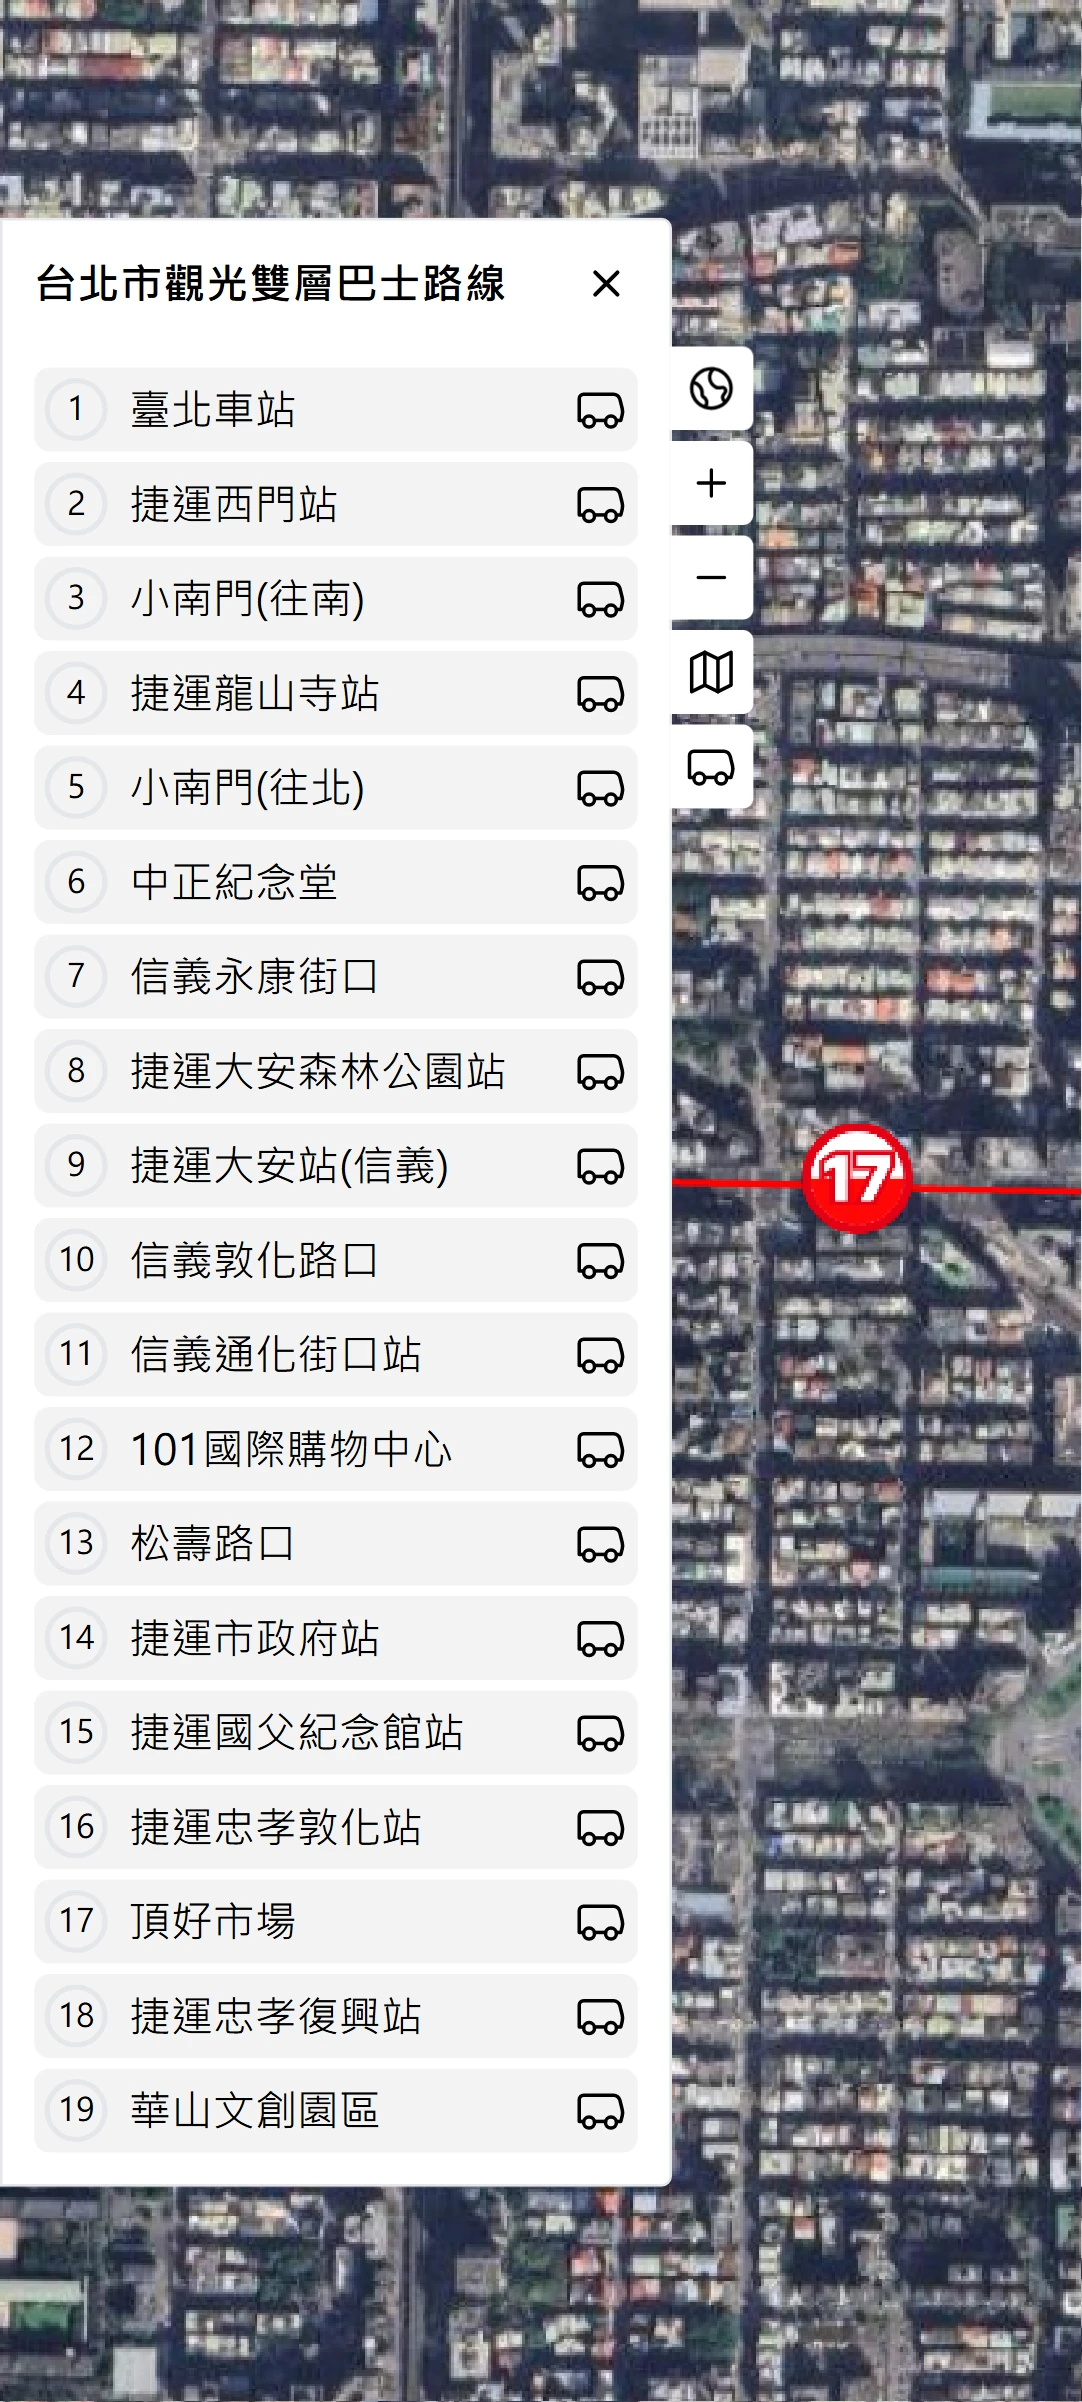 台北市觀光雙層巴士路線
1 臺北車站
2 捷運西門站
3 小南門(往南)
4 捷運龍山寺站
5 小南門(往北)
6 中正紀念堂
7 信義永康街口
8 捷運大安森林公園站
9 捷運大安站(信義)
10 信義敦化路口
11 信義通化街口站
12 101國際購物中心
13 松壽路口
14 捷運市政府站
15 捷運國父紀念館站
16 捷運忠孝敦化站
17 頂好市場
18 捷運忠孝復興站
19 華山文創園區
17